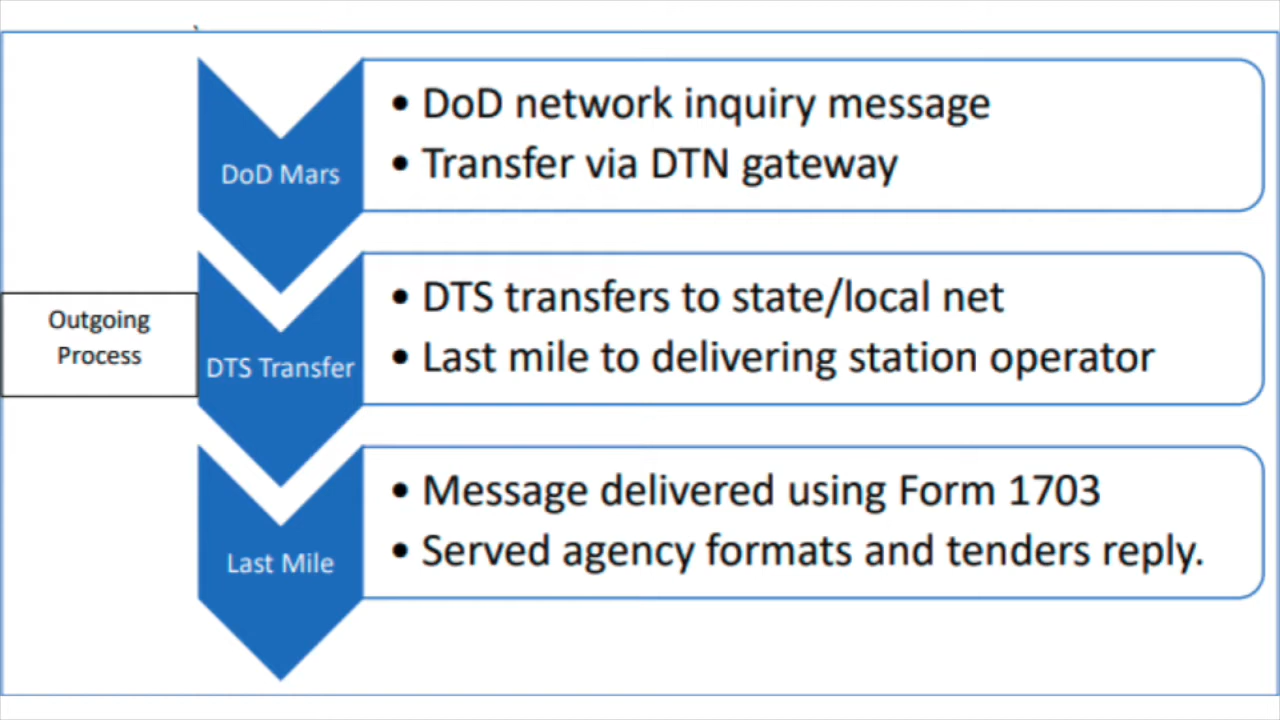 DoD Mars
• DoD network inquiry message
• Transfer via DTN gateway
Outgoing
Process
DTS Transfer
• DTS transfers to state/local net
• Last mile to delivering station operator
Last Mile
• Message delivered using Form 1703
• Served agency formats and tenders reply.